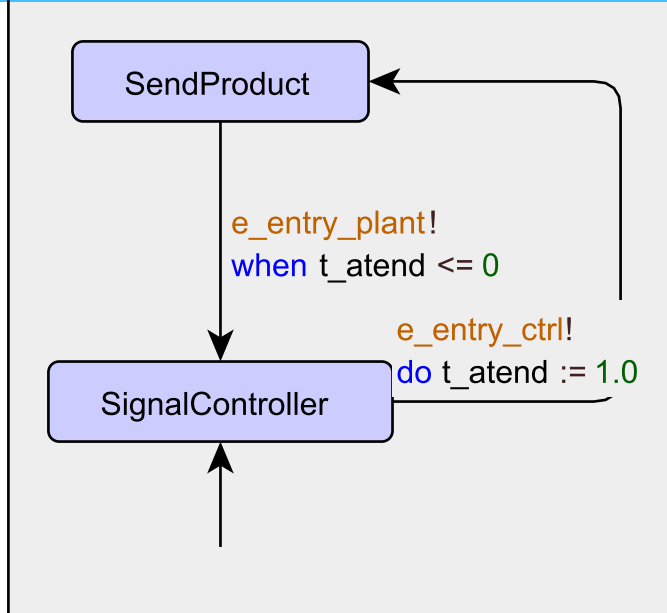 SendProduct
e_entry_plant!
when t_atend <= 0
e_entry_ctrl!
do t_atend := 1.0
SignalController